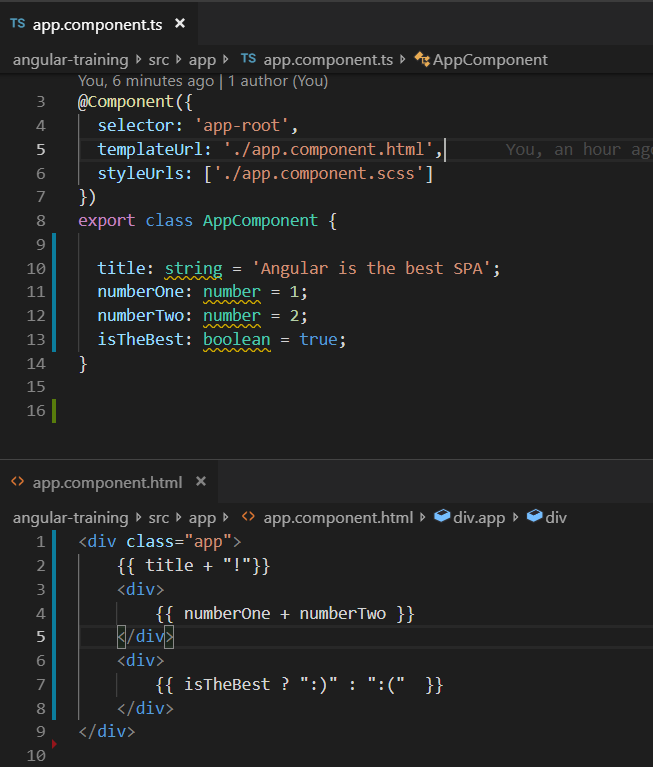 TS app.component.ts ×
angular-training > src > app > TS app.component.ts > AppComponent
You, 6 minutes ago | 1 author (You)
3 @Component({
4 selector: 'app-root',
5 templateUrl: './app.component.html', You, an hour ago
6 styleUrls: ['./app.component.scss']
7 })
8 export class AppComponent {
9
10 title: string = 'Angular is the best SPA';
11 numberOne: number = 1;
12 numberTwo: number = 2;
13 isTheBest: boolean = true;
14 }
15
16
<> app.component.html ×
angular-training > src > app > <> app.component.html > div.app > div
1 <div class="app">
2 {{ title + "!"}}
3 <div>
4 {{ numberOne + numberTwo }}
5 </div>
6 <div>
7 {{ isTheBest ? ":)" : ":("  }}
8 </div>
9 </div>
10